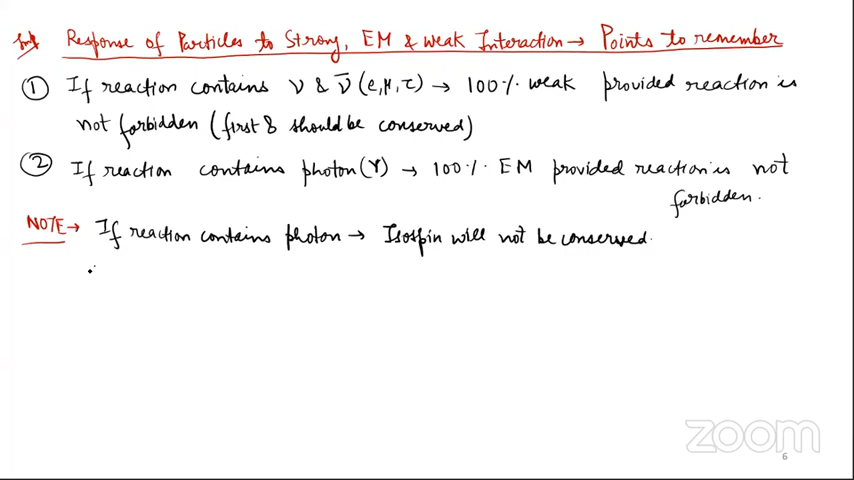 Imp Response of Particles to Strong, EM & weak Interaction → Points to remember
① If reaction contains ν & ν̄ (e, μ, τ) → 100% weak provided reaction is
not forbidden (first 8 should be conserved)
② If reaction contains photon (γ) → 100% EM provided reaction is not
forbidden.
NOTE → If reaction contains photon → Isospin will not be conserved.
zoom
6